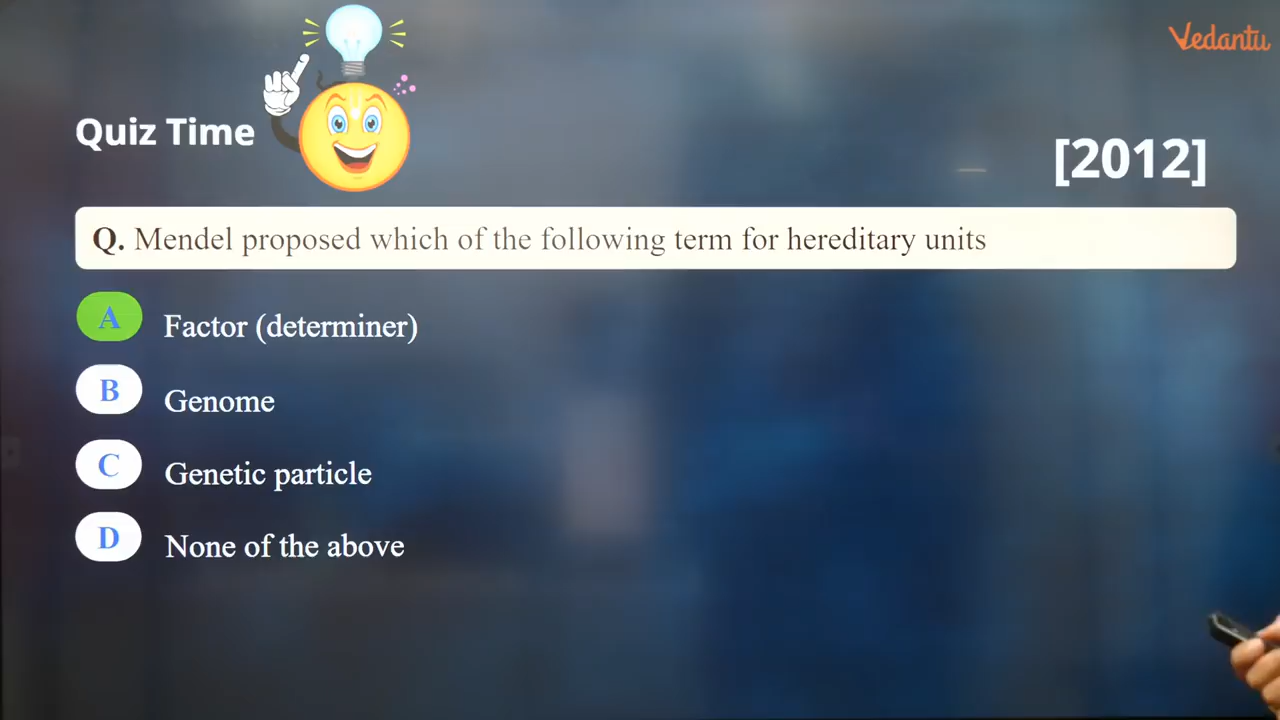 Vedantu
Quiz Time
[2012]
Q. Mendel proposed which of the following term for hereditary units
A Factor (determiner)
B Genome
C Genetic particle
D None of the above